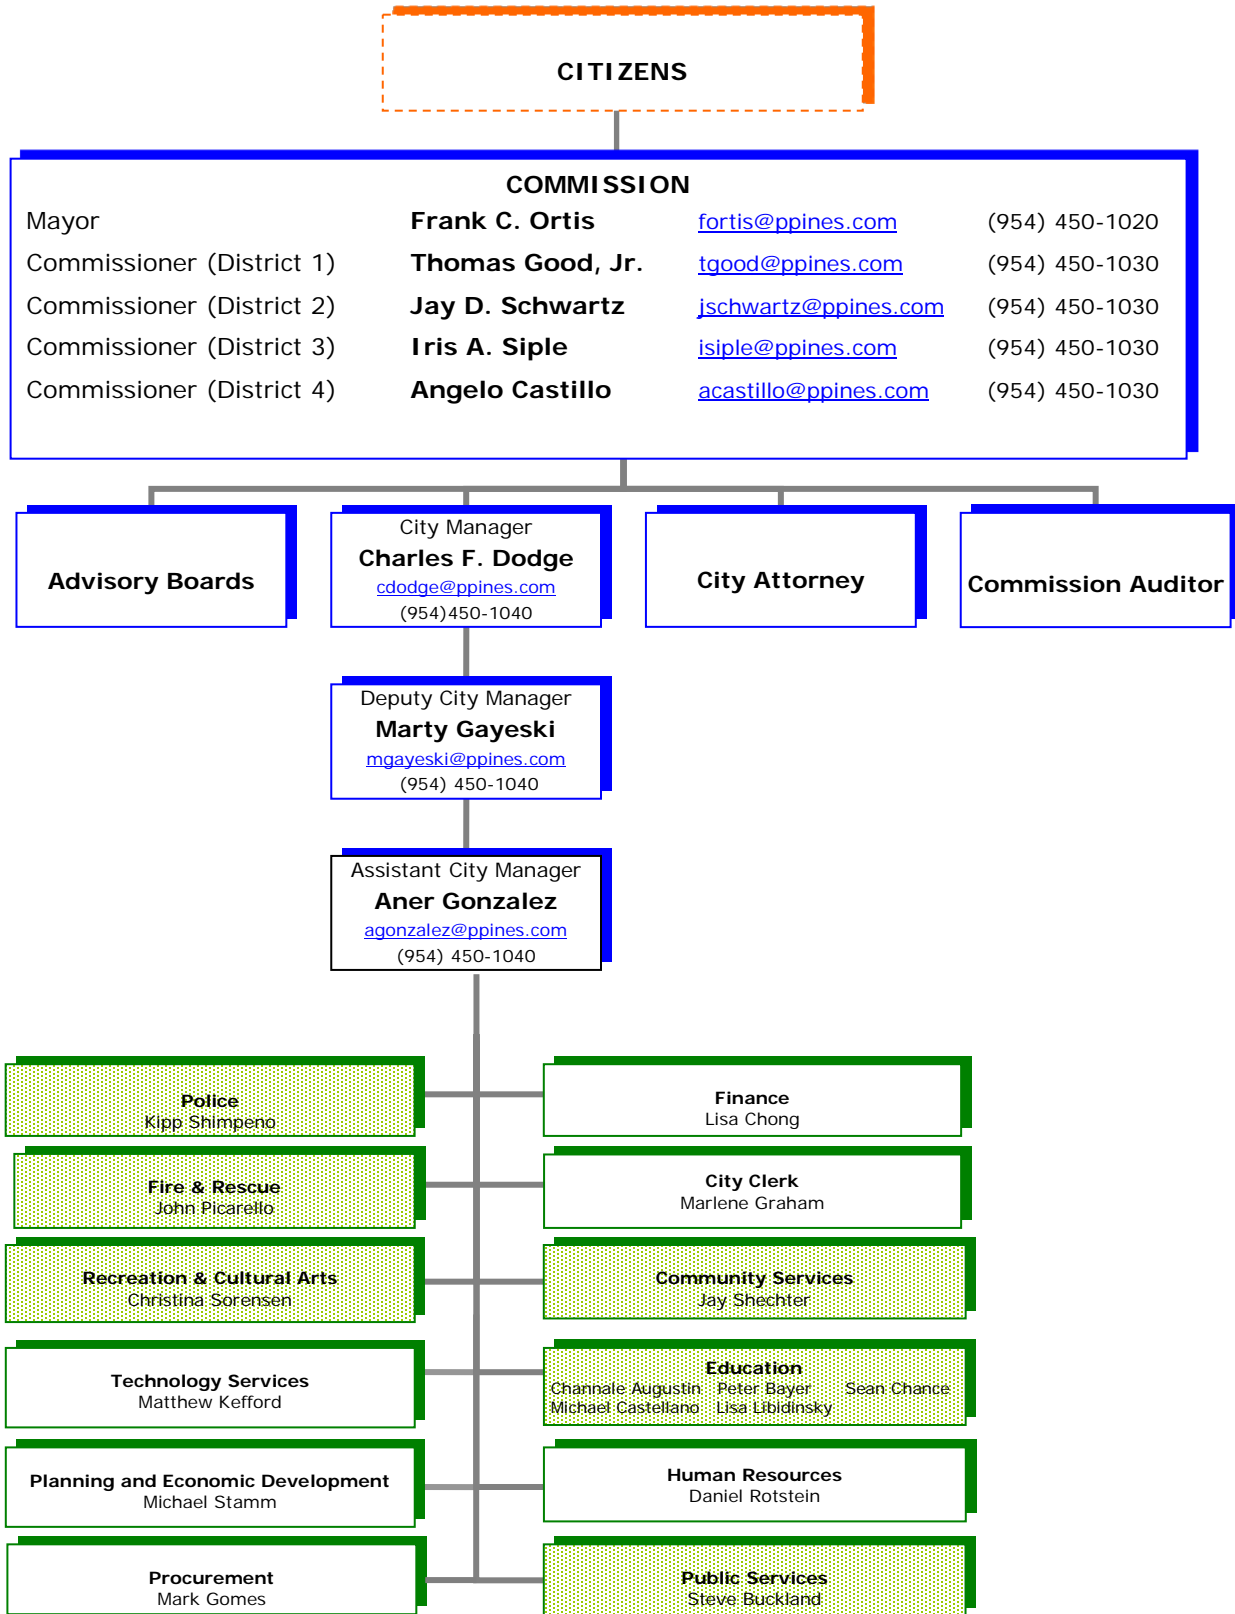 CITIZENS
COMMISSION
Mayor Frank C. Ortis fortis@ppines.com (954) 450-1020
Commissioner (District 1) Thomas Good, Jr. tgood@ppines.com (954) 450-1030
Commissioner (District 2) Jay D. Schwartz jschwartz@ppines.com (954) 450-1030
Commissioner (District 3) Iris A. Siple isiple@ppines.com (954) 450-1030
Commissioner (District 4) Angelo Castillo acastillo@ppines.com (954) 450-1030
Advisory Boards
City Manager
Charles F. Dodge
cdodge@ppines.com
(954)450-1040
City Attorney
Commission Auditor
Deputy City Manager
Marty Gayeski
mgayeski@ppines.com
(954) 450-1040
Assistant City Manager
Aner Gonzalez
agonzalez@ppines.com
(954) 450-1040
Police
Kipp Shimpeno
Finance
Lisa Chong
Fire & Rescue
John Picarello
City Clerk
Marlene Graham
Recreation & Cultural Arts
Christina Sorensen
Community Services
Jay Shechter
Technology Services
Matthew Kefford
Education
Channale Augustin Peter Bayer Sean Chance
Michael Castellano Lisa Libidinsky
Planning and Economic Development
Michael Stamm
Human Resources
Daniel Rotstein
Procurement
Mark Gomes
Public Services
Steve Buckland